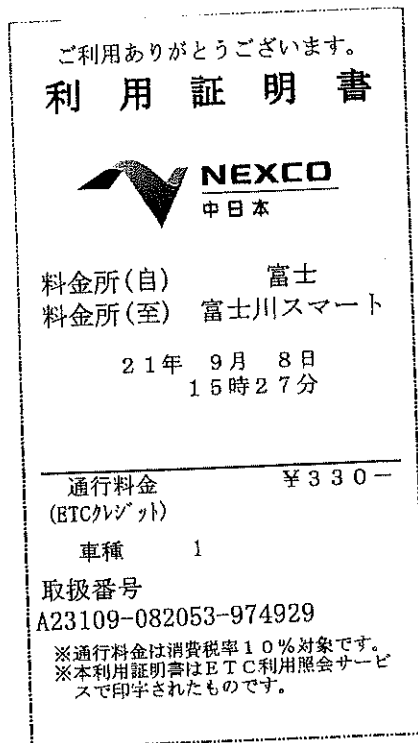 ご利用ありがとうございます。
利用証明書
NEXCO
中日本
料金所(自) 富士
料金所(至) 富士川スマート
21年 9月 8日
15時27分
通行料金 ¥330−
(ETCクレジット)
車種 1
取扱番号
A23109-082053-974929
※通行料金は消費税率10%対象です。
※本利用証明書はETC利用照会サービ
スで印字されたものです。